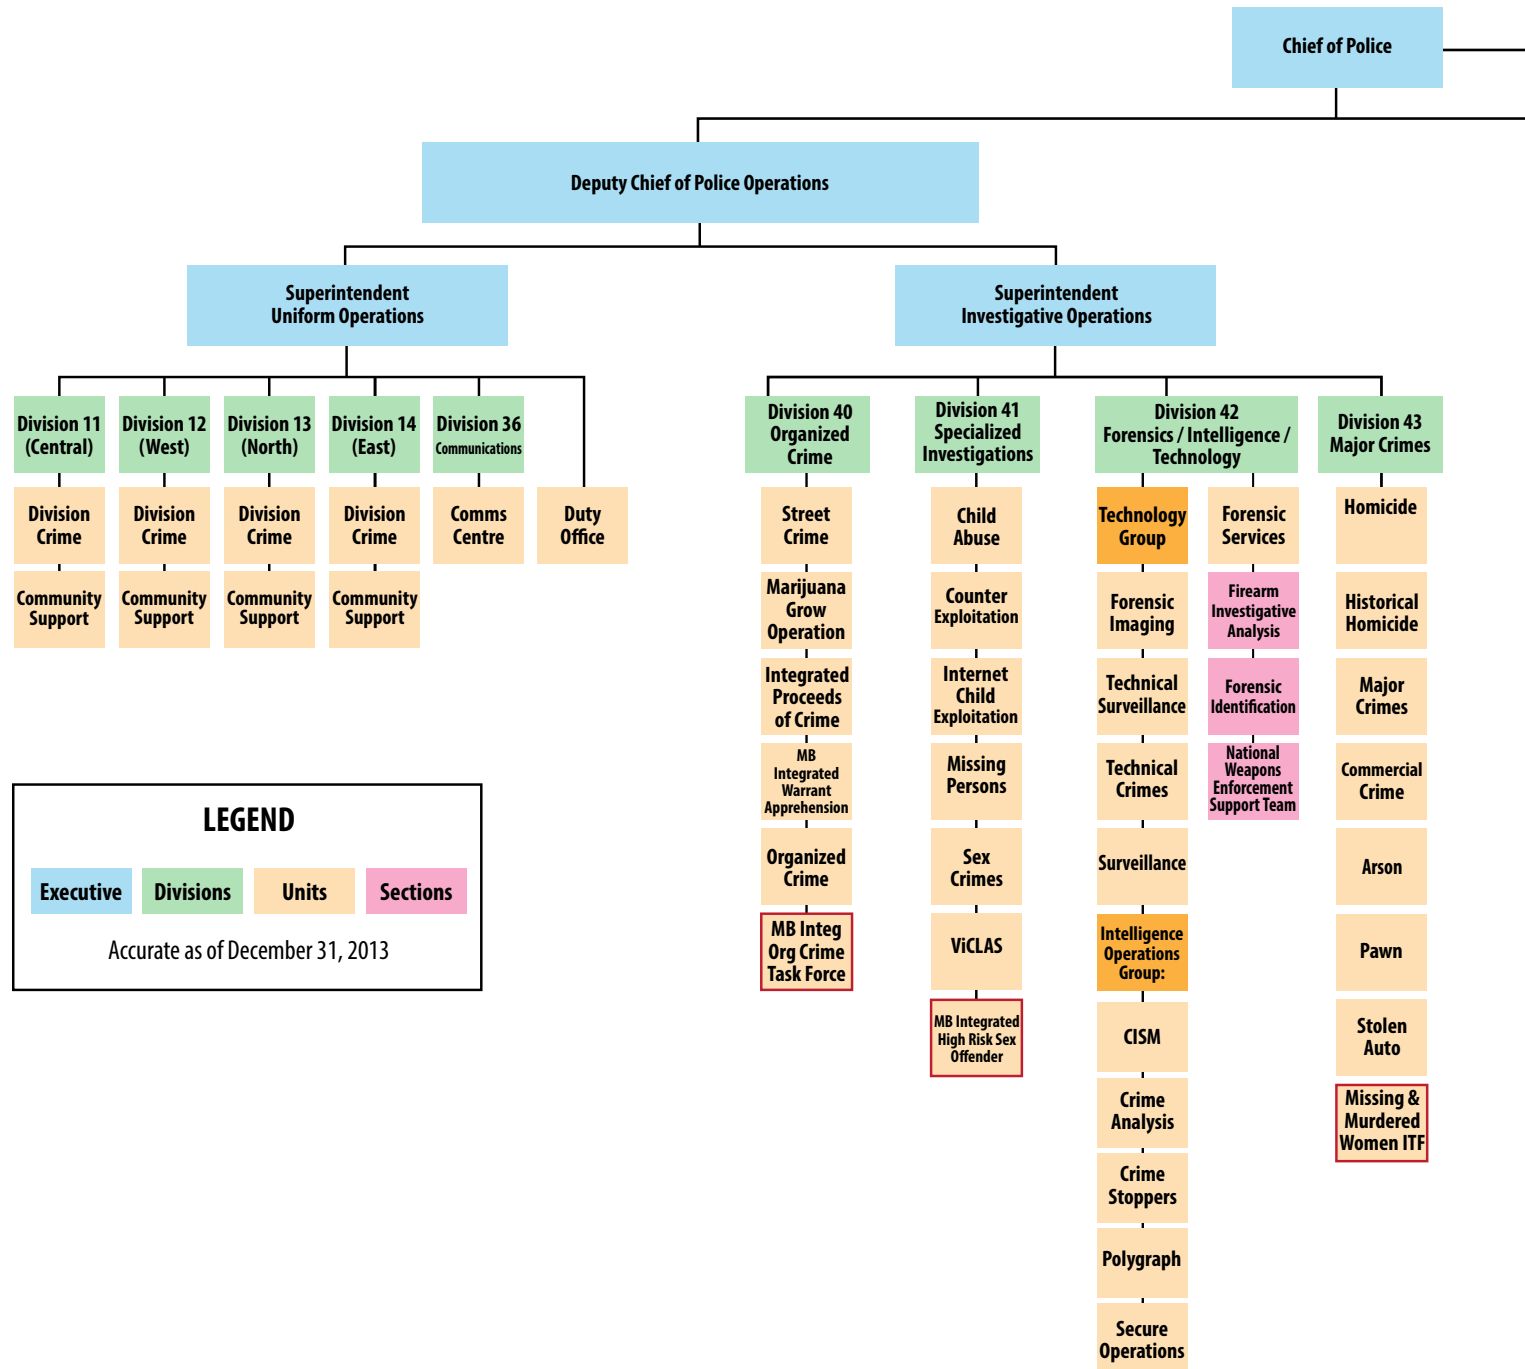 Chief of Police
Deputy Chief of Police Operations
Superintendent
Uniform Operations
Superintendent
Investigative Operations
Division 11
(Central)
Division 12
(West)
Division 13
(North)
Division 14
(East)
Division 36
Communications
Division 40
Organized
Crime
Division 41
Specialized
Investigations
Division 42
Forensics / Intelligence /
Technology
Division 43
Major Crimes
Division
Crime
Division
Crime
Division
Crime
Division
Crime
Comms
Centre
Duty
Office
Community
Support
Community
Support
Community
Support
Community
Support
Street
Crime
Marijuana
Grow
Operation
Integrated
Proceeds
of Crime
MB
Integrated
Warrant
Apprehension
Organized
Crime
MB Integ
Org Crime
Task Force
Child
Abuse
Counter
Exploitation
Internet
Child
Exploitation
Missing
Persons
Sex
Crimes
ViCLAS
MB Integrated
High Risk Sex
Offender
Technology
Group
Forensic
Imaging
Technical
Surveillance
Technical
Crimes
Surveillance
Intelligence
Operations
Group:
CISM
Crime
Analysis
Crime
Stoppers
Polygraph
Secure
Operations
Forensic
Services
Firearm
Investigative
Analysis
Forensic
Identification
National
Weapons
Enforcement
Support Team
Homicide
Historical
Homicide
Major
Crimes
Commercial
Crime
Arson
Pawn
Stolen
Auto
Missing &
Murdered
Women ITF
LEGEND
Executive
Divisions
Units
Sections
Accurate as of December 31, 2013